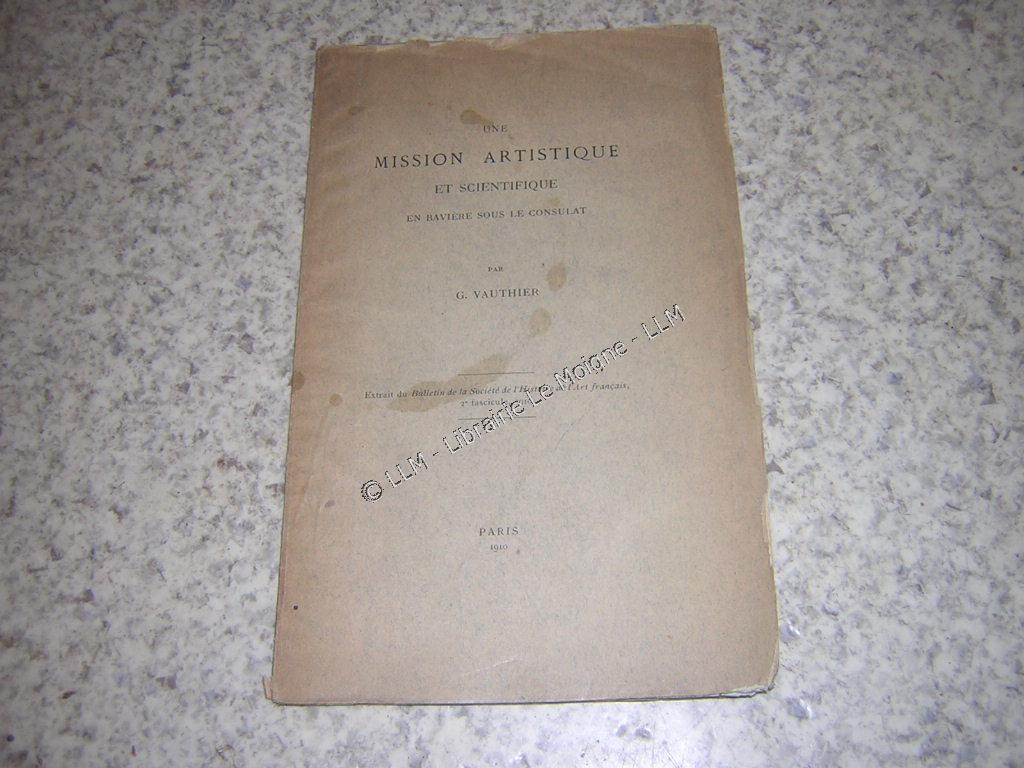 UNE
MISSION ARTISTIQUE
ET SCIENTIFIQUE
EN BAVIÈRE SOUS LE CONSULAT
PAR
G. VAUTHIER
Extrait du Bulletin de la Société de l'Histoire de l'Art français,
2e fascicule
PARIS
1910
© LLM - Librairie Le Moigne - LLM